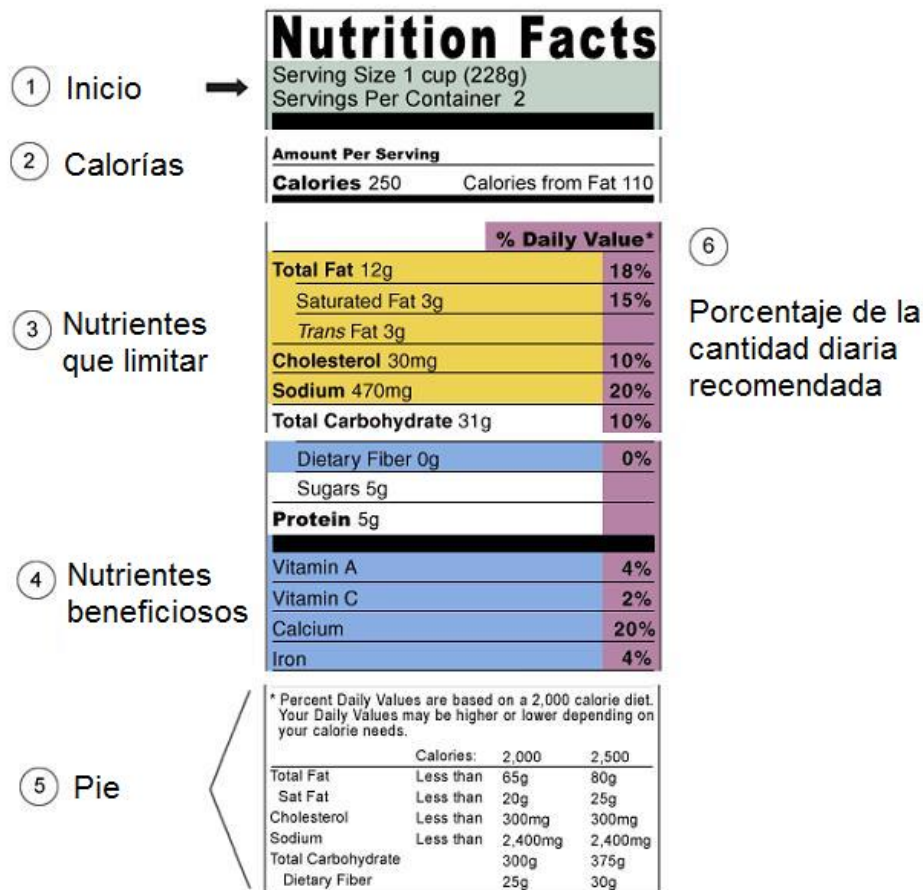 Nutrition Facts
1 Inicio
Serving Size 1 cup (228g)
Servings Per Container 2
2 Calorías
Amount Per Serving
Calories 250 Calories from Fat 110
% Daily Value*
3 Nutrientes
que limitar
Total Fat 12g 18%
Saturated Fat 3g 15%
Trans Fat 3g
Cholesterol 30mg 10%
Sodium 470mg 20%
Total Carbohydrate 31g 10%
6
Porcentaje de la
cantidad diaria
recomendada
Dietary Fiber 0g 0%
Sugars 5g
Protein 5g
4 Nutrientes
beneficiosos
Vitamin A 4%
Vitamin C 2%
Calcium 20%
Iron 4%
5 Pie
* Percent Daily Values are based on a 2,000 calorie diet.
Your Daily Values may be higher or lower depending on
your calorie needs.
Calories: 2,000 2,500
Total Fat Less than 65g 80g
Sat Fat Less than 20g 25g
Cholesterol Less than 300mg 300mg
Sodium Less than 2,400mg 2,400mg
Total Carbohydrate 300g 375g
Dietary Fiber 25g 30g